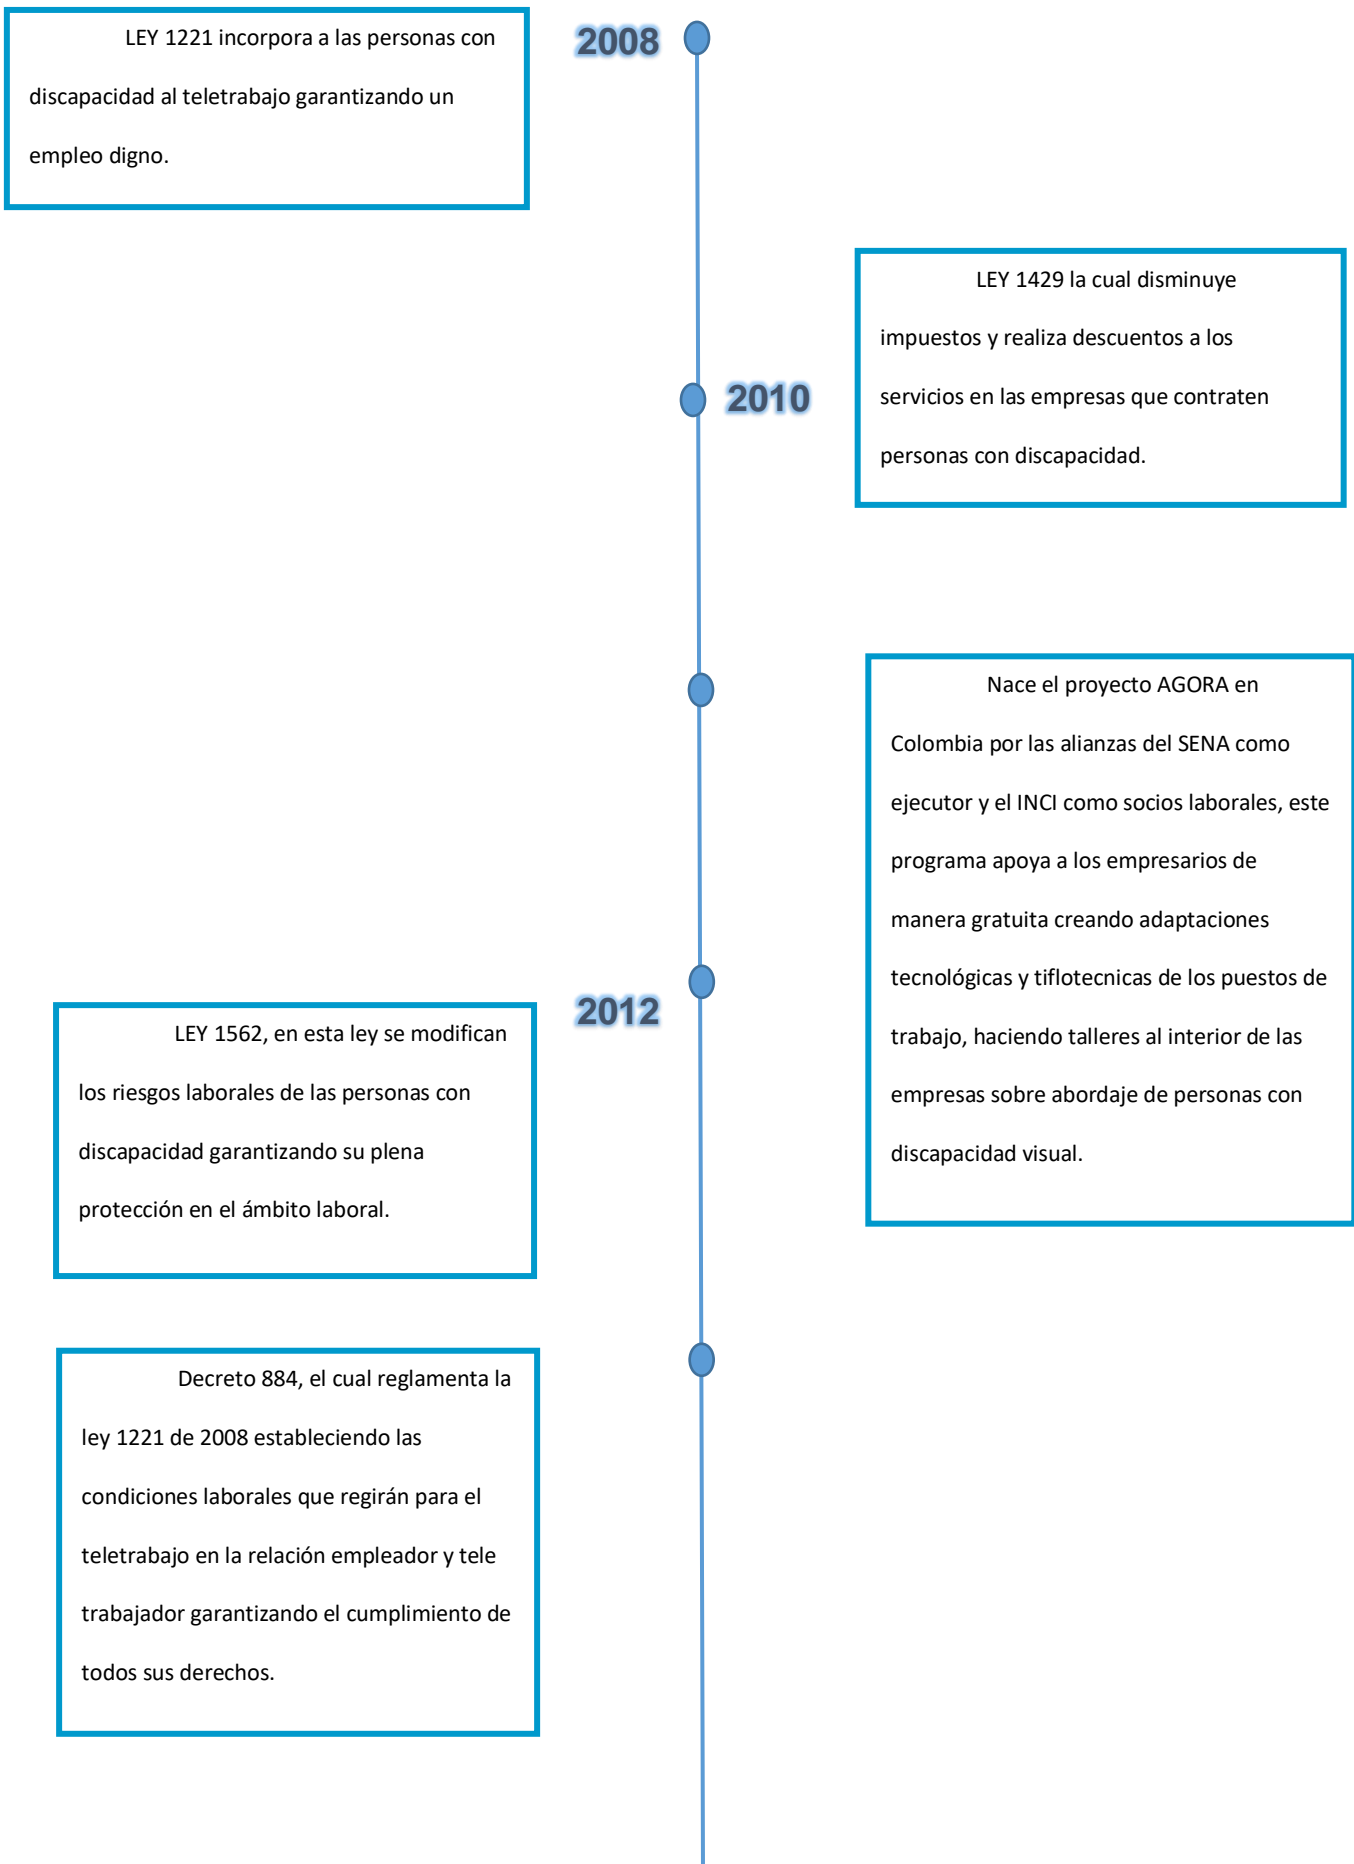 LEY 1221 incorpora a las personas con
discapacidad al teletrabajo garantizando un
empleo digno.
2008
LEY 1429 la cual disminuye
impuestos y realiza descuentos a los
servicios en las empresas que contraten
personas con discapacidad.
2010
Nace el proyecto AGORA en
Colombia por las alianzas del SENA como
ejecutor y el INCI como socios laborales, este
programa apoya a los empresarios de
manera gratuita creando adaptaciones
tecnológicas y tiflotecnicas de los puestos de
trabajo, haciendo talleres al interior de las
empresas sobre abordaje de personas con
discapacidad visual.
2012
LEY 1562, en esta ley se modifican
los riesgos laborales de las personas con
discapacidad garantizando su plena
protección en el ámbito laboral.
Decreto 884, el cual reglamenta la
ley 1221 de 2008 estableciendo las
condiciones laborales que regirán para el
teletrabajo en la relación empleador y tele
trabajador garantizando el cumplimiento de
todos sus derechos.